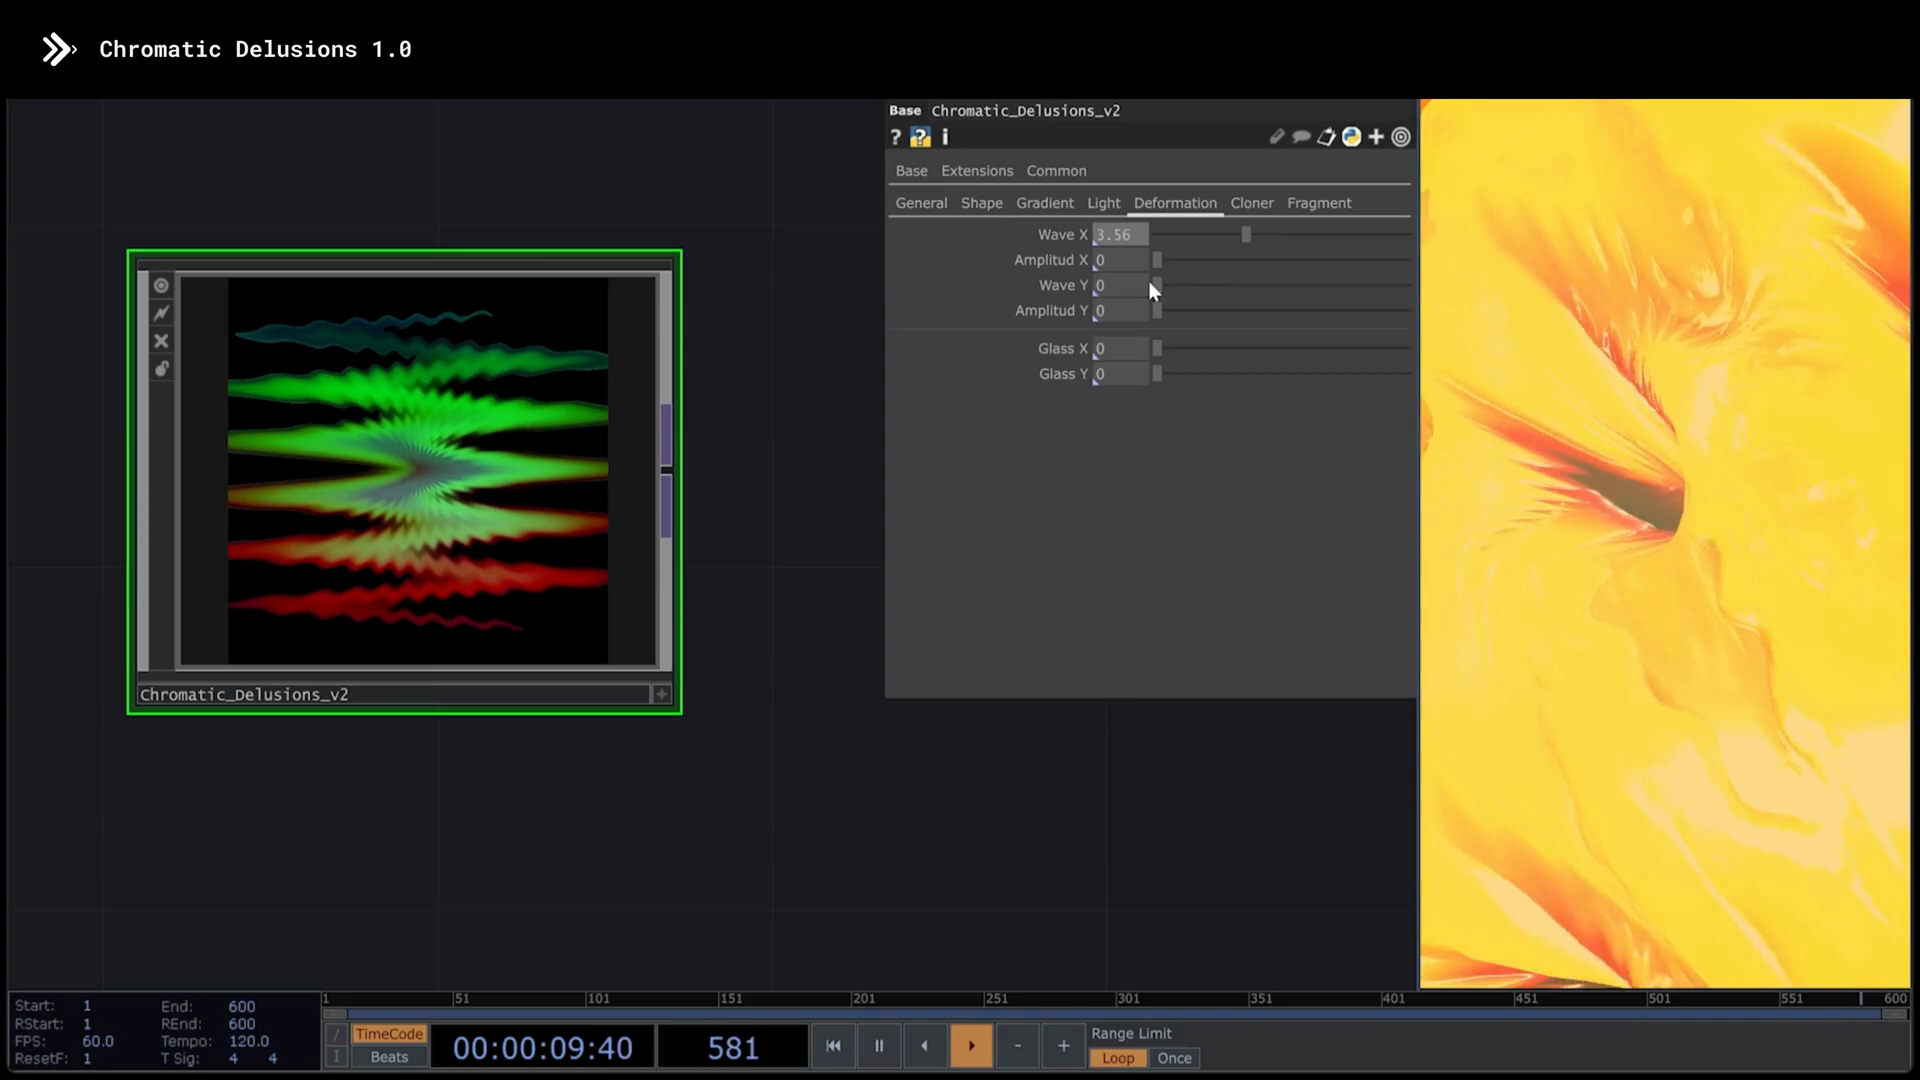 Chromatic Delusions 1.0
Base Chromatic_Delusions_v2
? ? i
Base Extensions Common
General Shape Gradient Light Deformation Cloner Fragment
Wave X 3.56
Amplitud X 0
Wave Y 0
Amplitud Y 0
Glass X 0
Glass Y 0
Chromatic_Delusions_v2
Start: 1 End: 600
RStart: 1 REnd: 600
FPS: 60.0 Tempo: 120.0
ResetF: 1 T Sig: 4 4
1 51 101 151 201 251 301 351 401 451 501 551 600
TimeCode
Beats
00:00:09:40
581
- +
Range Limit
Loop Once